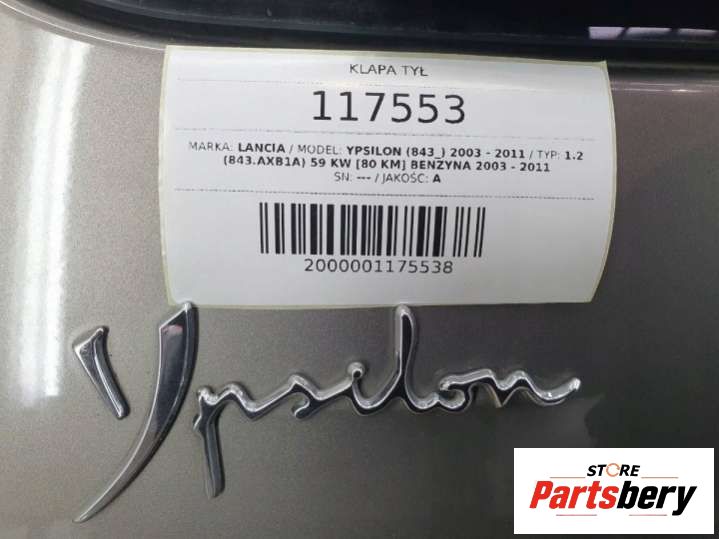 KLAPA TYŁ
117553
MARKA: LANCIA / MODEL: YPSILON (843_) 2003 - 2011 / TYP: 1.2
(843.AXB1A) 59 KW [80 KM] BENZYNA 2003 - 2011
SN: --- / JAKOŚĆ: A
2000001175538
Ypsilon
STORE
Partsbery